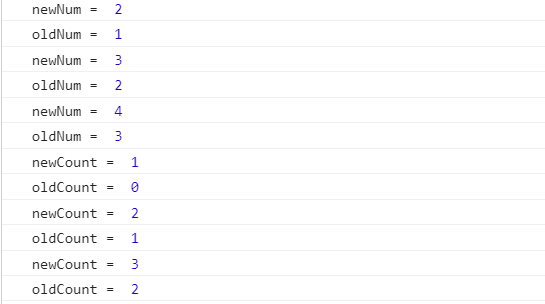 newNum =  2
oldNum =  1
newNum =  3
oldNum =  2
newNum =  4
oldNum =  3
newCount =  1
oldCount =  0
newCount =  2
oldCount =  1
newCount =  3
oldCount =  2